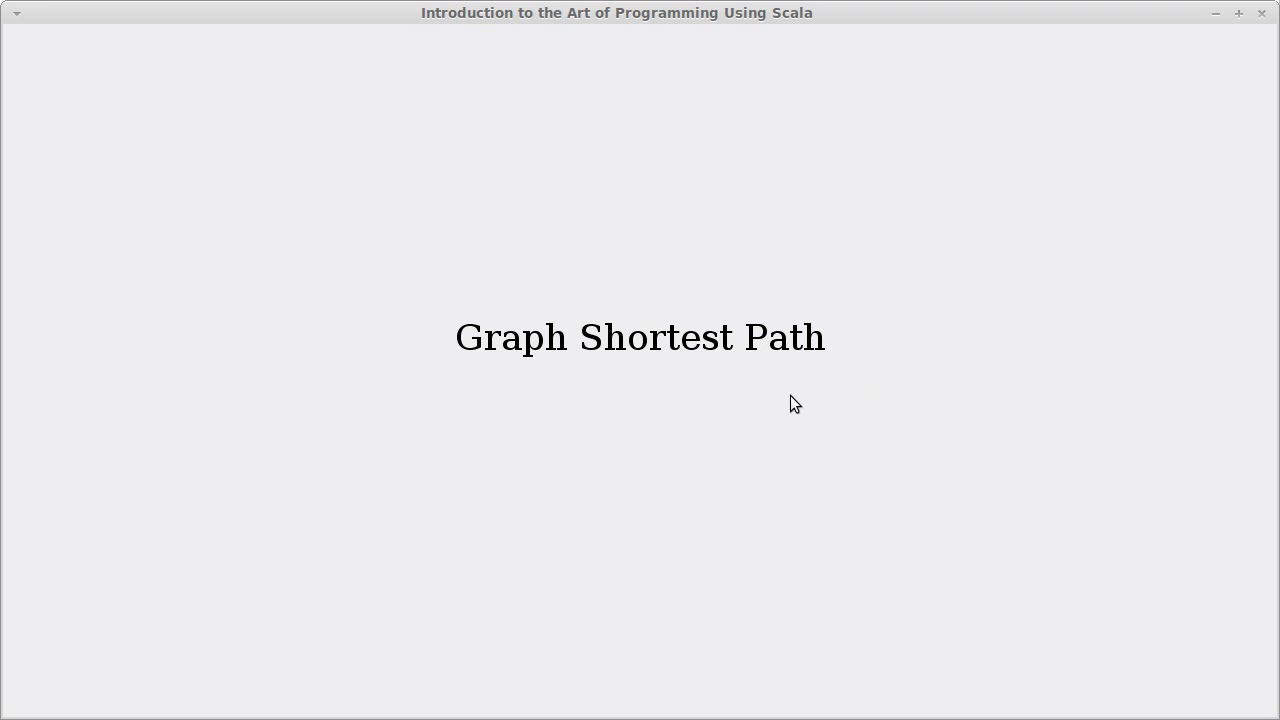 Introduction to the Art of Programming Using Scala
Graph Shortest Path